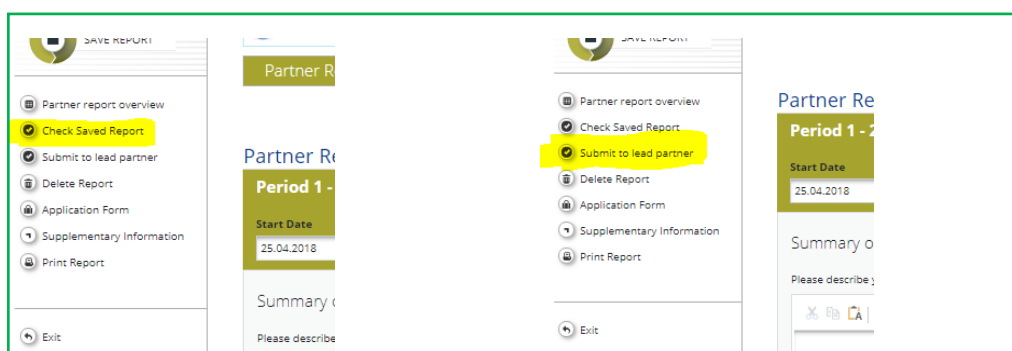 SAVE REPORT
Partner R
Partner report overview
Check Saved Report
Submit to lead partner
Delete Report
Application Form
Supplementary Information
Print Report
Exit
Partner Re
Period 1 -
Start Date
25.04.2018
Summary o
Please describe
SAVE REPORT
Partner report overview
Check Saved Report
Submit to lead partner
Delete Report
Application Form
Supplementary Information
Print Report
Exit
Partner Re
Period 1 - 2
Start Date
25.04.2018
Summary o
Please describe y